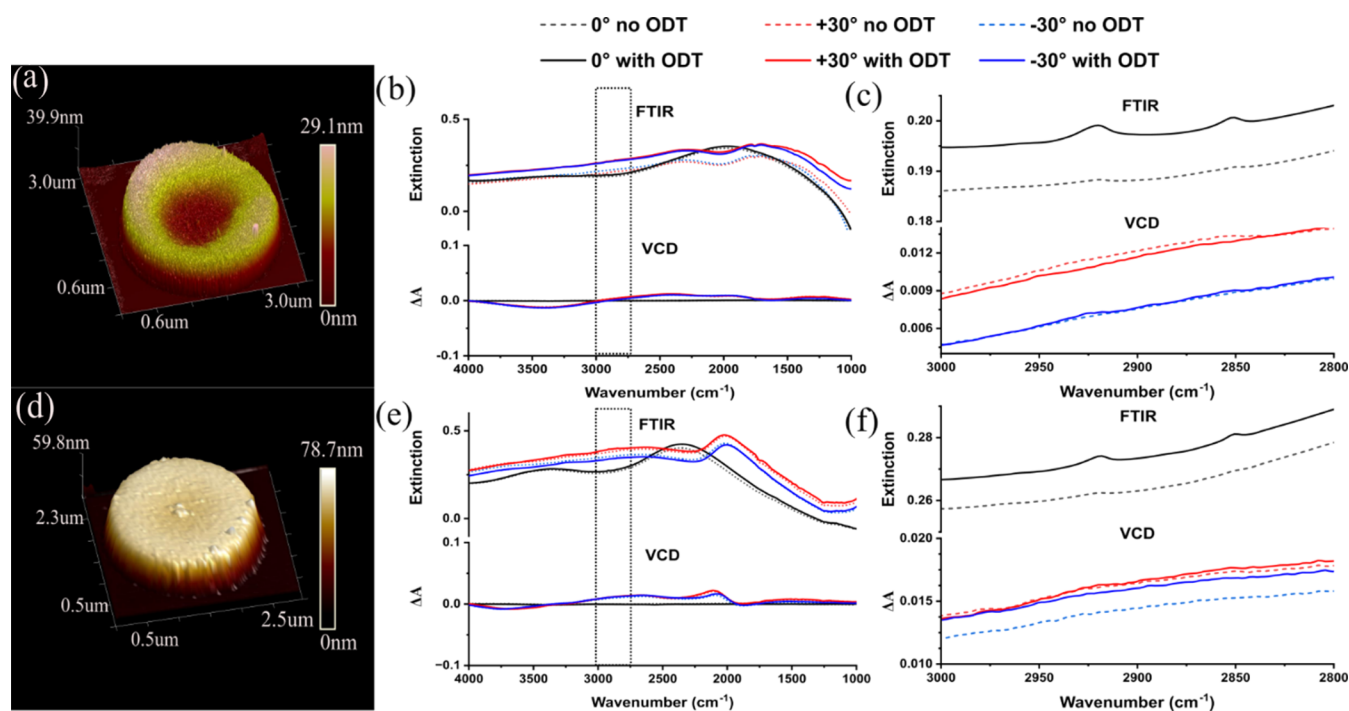 0° no ODT +30° no ODT -30° no ODT
0° with ODT +30° with ODT -30° with ODT
(a)
39.9nm
29.1nm
3.0um
0.6um
0.6um
3.0um
0nm
(b)
FTIR
Extinction
0.5
0.0
VCD
ΔA
0.1
0.0
-0.1
4000 3500 3000 2500 2000 1500 1000
Wavenumber (cm⁻¹)
(c)
FTIR
Extinction
0.20
0.19
0.18
VCD
ΔA
0.012
0.009
0.006
3000 2950 2900 2850 2800
Wavenumber (cm⁻¹)
(d)
59.8nm
78.7nm
2.3um
0.5um
0.5um
2.5um
0nm
(e)
FTIR
Extinction
0.5
0.0
VCD
ΔA
0.1
0.0
−0.1
4000 3500 3000 2500 2000 1500 1000
Wavenumber (cm⁻¹)
(f)
FTIR
Extinction
0.28
0.26
VCD
ΔA
0.020
0.015
0.010
3000 2950 2900 2850 2800
Wavenumber (cm⁻¹)